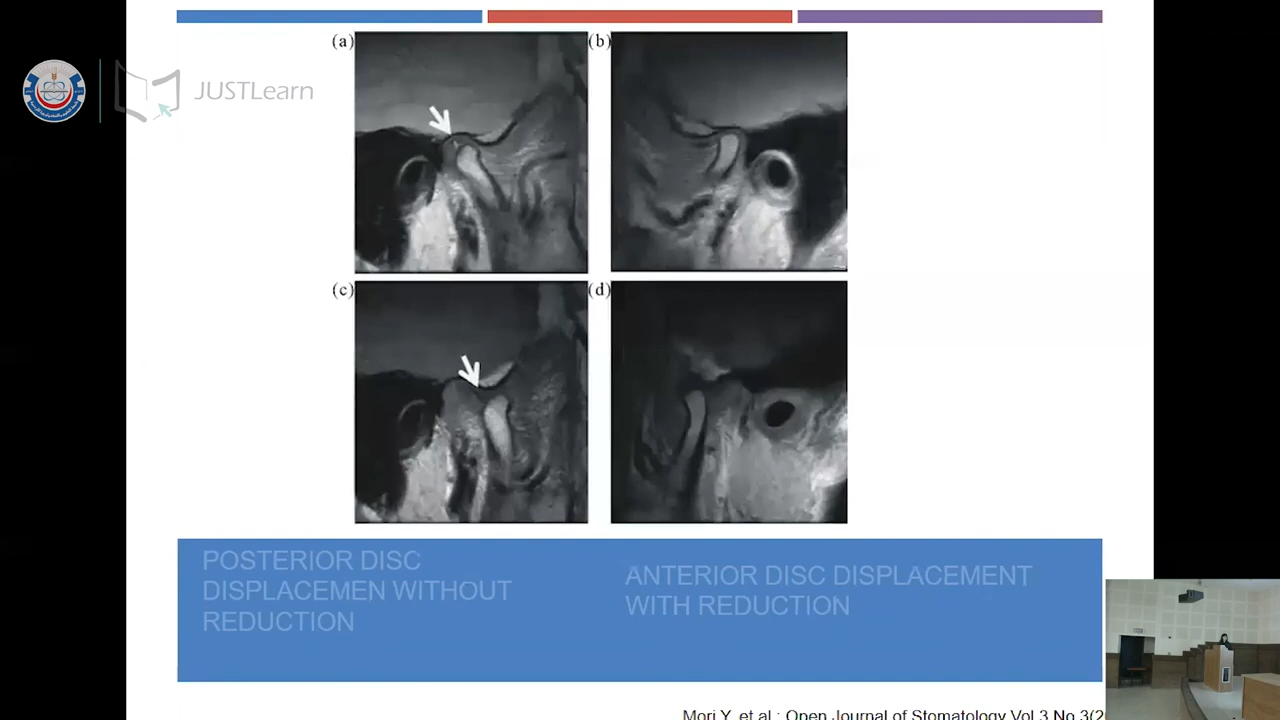 (a)
(b)
JUSTLearn
(c)
(d)
POSTERIOR DISC
DISPLACEMEN WITHOUT
REDUCTION
ANTERIOR DISC DISPLACEMENT
WITH REDUCTION
Mori Y, et al.: Open Journal of Stomatology Vol.3 No.3(2